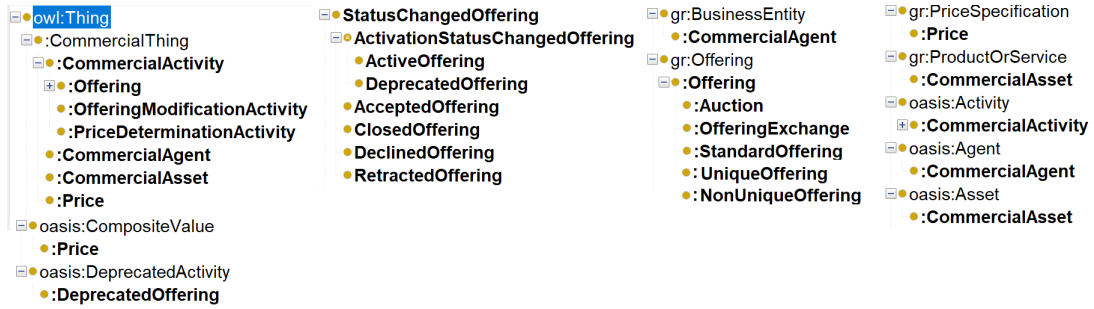 owl:Thing
:CommercialThing
:CommercialActivity
:Offering
:OfferingModificationActivity
:PriceDeterminationActivity
:CommercialAgent
:CommercialAsset
:Price
oasis:CompositeValue
:Price
oasis:DeprecatedActivity
:DeprecatedOffering
StatusChangedOffering
ActivationStatusChangedOffering
ActiveOffering
DeprecatedOffering
AcceptedOffering
ClosedOffering
DeclinedOffering
RetractedOffering
gr:BusinessEntity
:CommercialAgent
gr:Offering
:Offering
:Auction
:OfferingExchange
:StandardOffering
:UniqueOffering
:NonUniqueOffering
gr:PriceSpecification
:Price
gr:ProductOrService
:CommercialAsset
oasis:Activity
:CommercialActivity
oasis:Agent
:CommercialAgent
oasis:Asset
:CommercialAsset